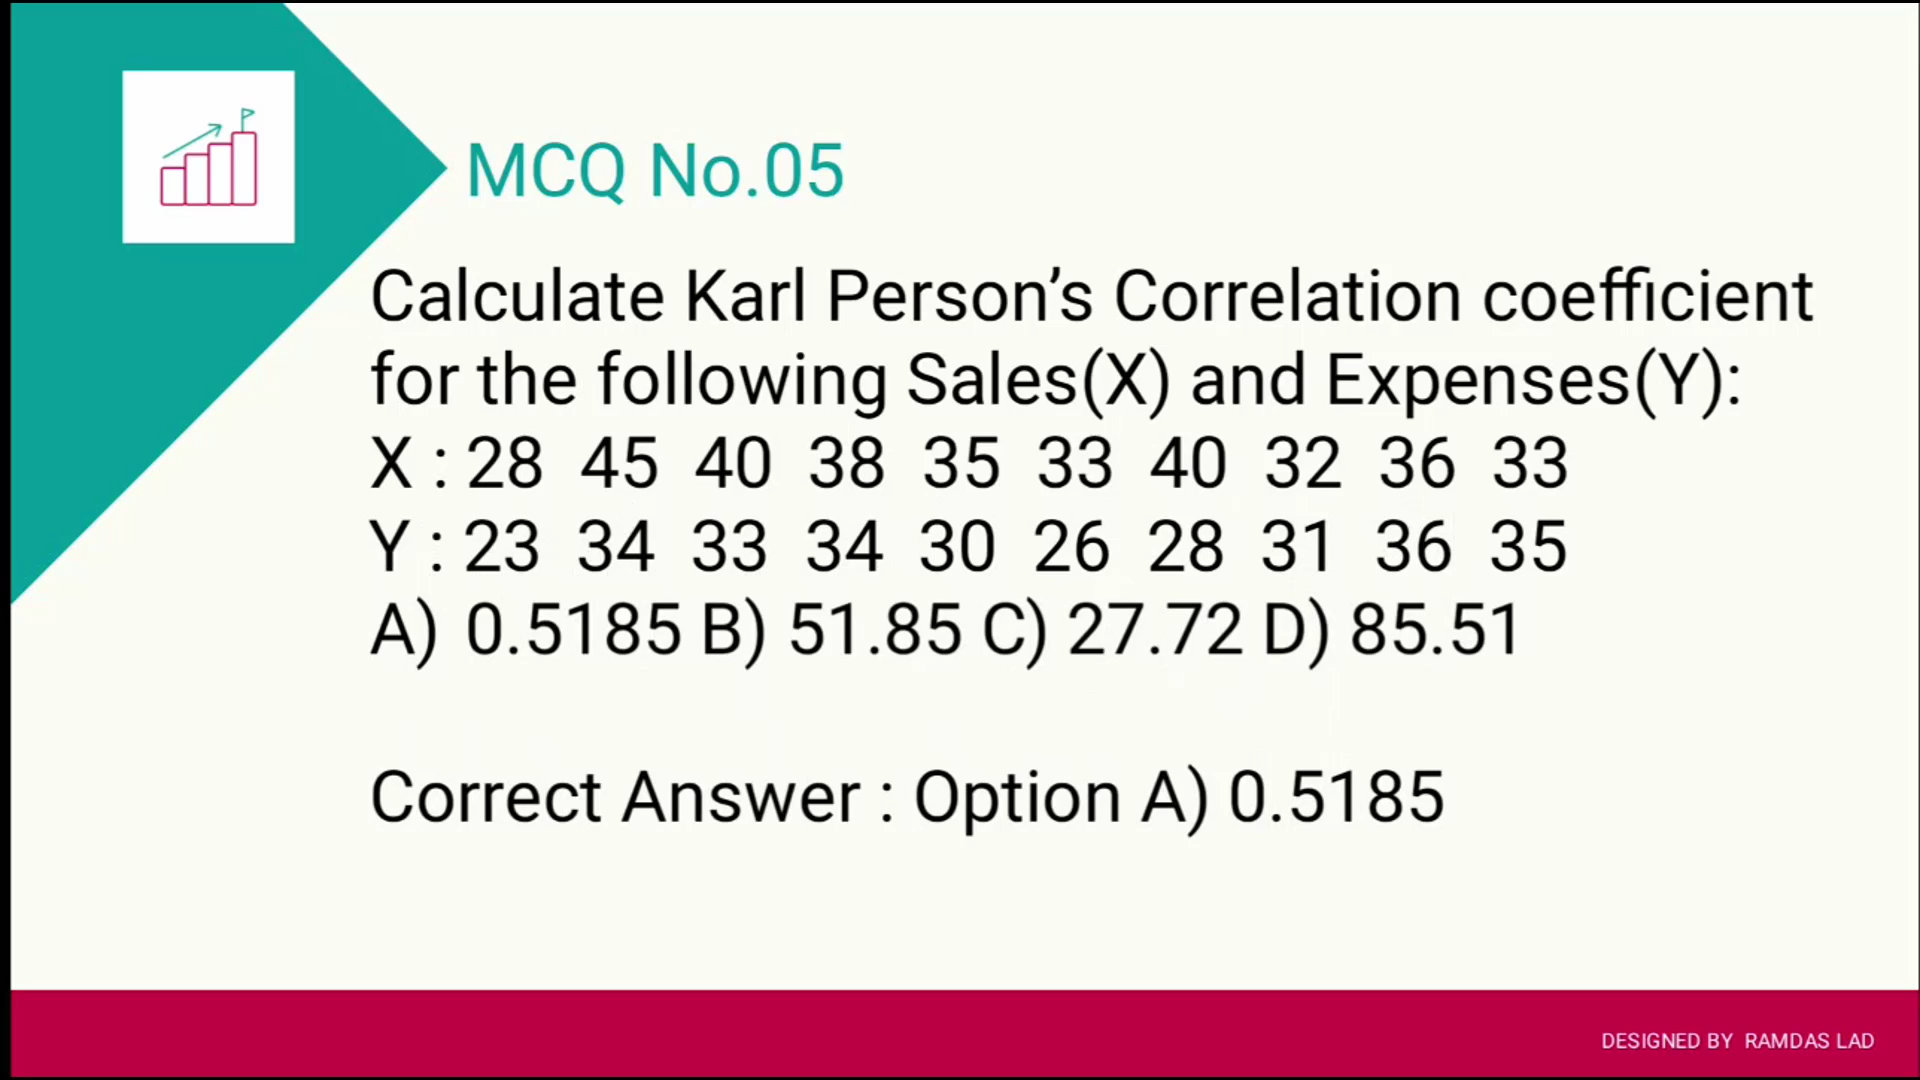 MCQ No.05
Calculate Karl Person’s Correlation coefficient
for the following Sales(X) and Expenses(Y):
X : 28 45 40 38 35 33 40 32 36 33
Y : 23 34 33 34 30 26 28 31 36 35
A) 0.5185 B) 51.85 C) 27.72 D) 85.51
Correct Answer : Option A) 0.5185
DESIGNED BY RAMDAS LAD